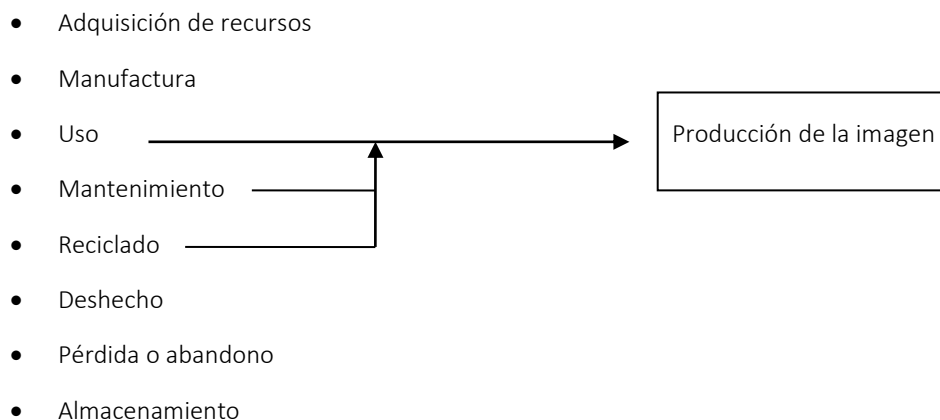 • Adquisición de recursos
• Manufactura
• Uso
Producción de la imagen
• Mantenimiento
• Reciclado
• Deshecho
• Pérdida o abandono
• Almacenamiento